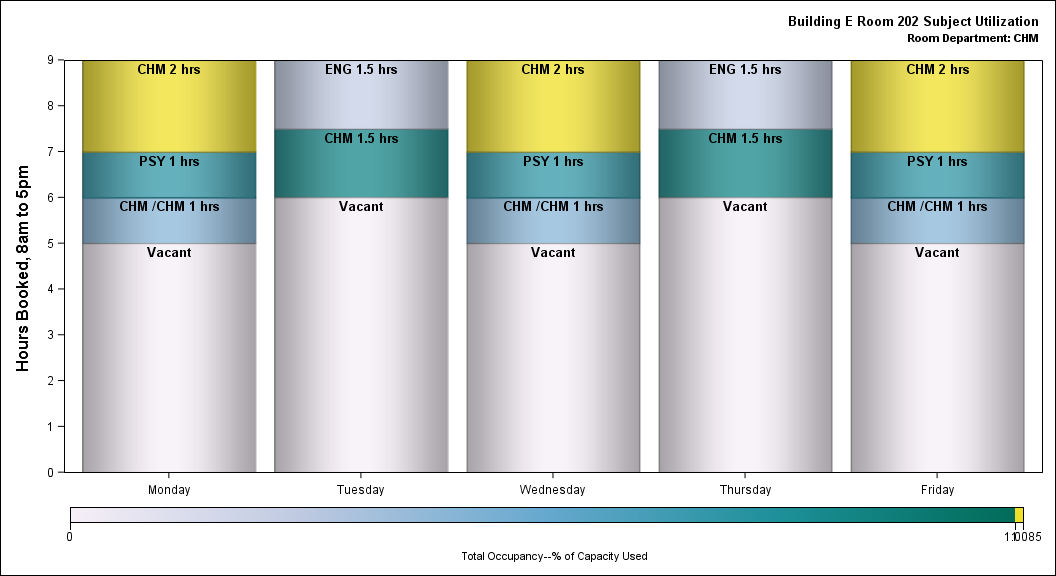 Building E Room 202 Subject Utilization
Room Department: CHM
Hours Booked, 8am to 5pm
9
8
7
6
5
4
3
2
1
0
CHM 2 hrs
PSY 1 hrs
CHM /CHM 1 hrs
Vacant
ENG 1.5 hrs
CHM 1.5 hrs
Vacant
CHM 2 hrs
PSY 1 hrs
CHM /CHM 1 hrs
Vacant
ENG 1.5 hrs
CHM 1.5 hrs
Vacant
CHM 2 hrs
PSY 1 hrs
CHM /CHM 1 hrs
Vacant
Monday Tuesday Wednesday Thursday Friday
0
Total Occupancy--% of Capacity Used